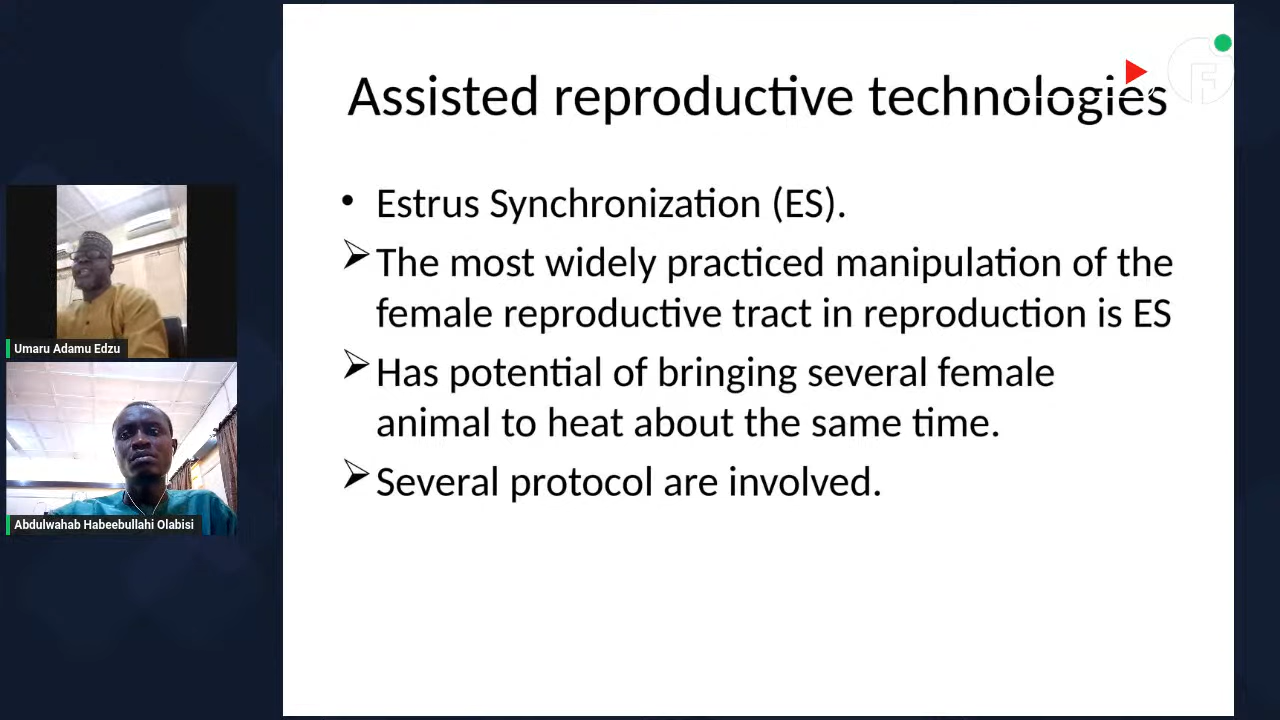 Assisted reproductive technologies
• Estrus Synchronization (ES).
➢ The most widely practiced manipulation of the
female reproductive tract in reproduction is ES
➢ Has potential of bringing several female
animal to heat about the same time.
➢ Several protocol are involved.
Umaru Adamu Edzu
Abdulwahab Habeebullahi Olabisi